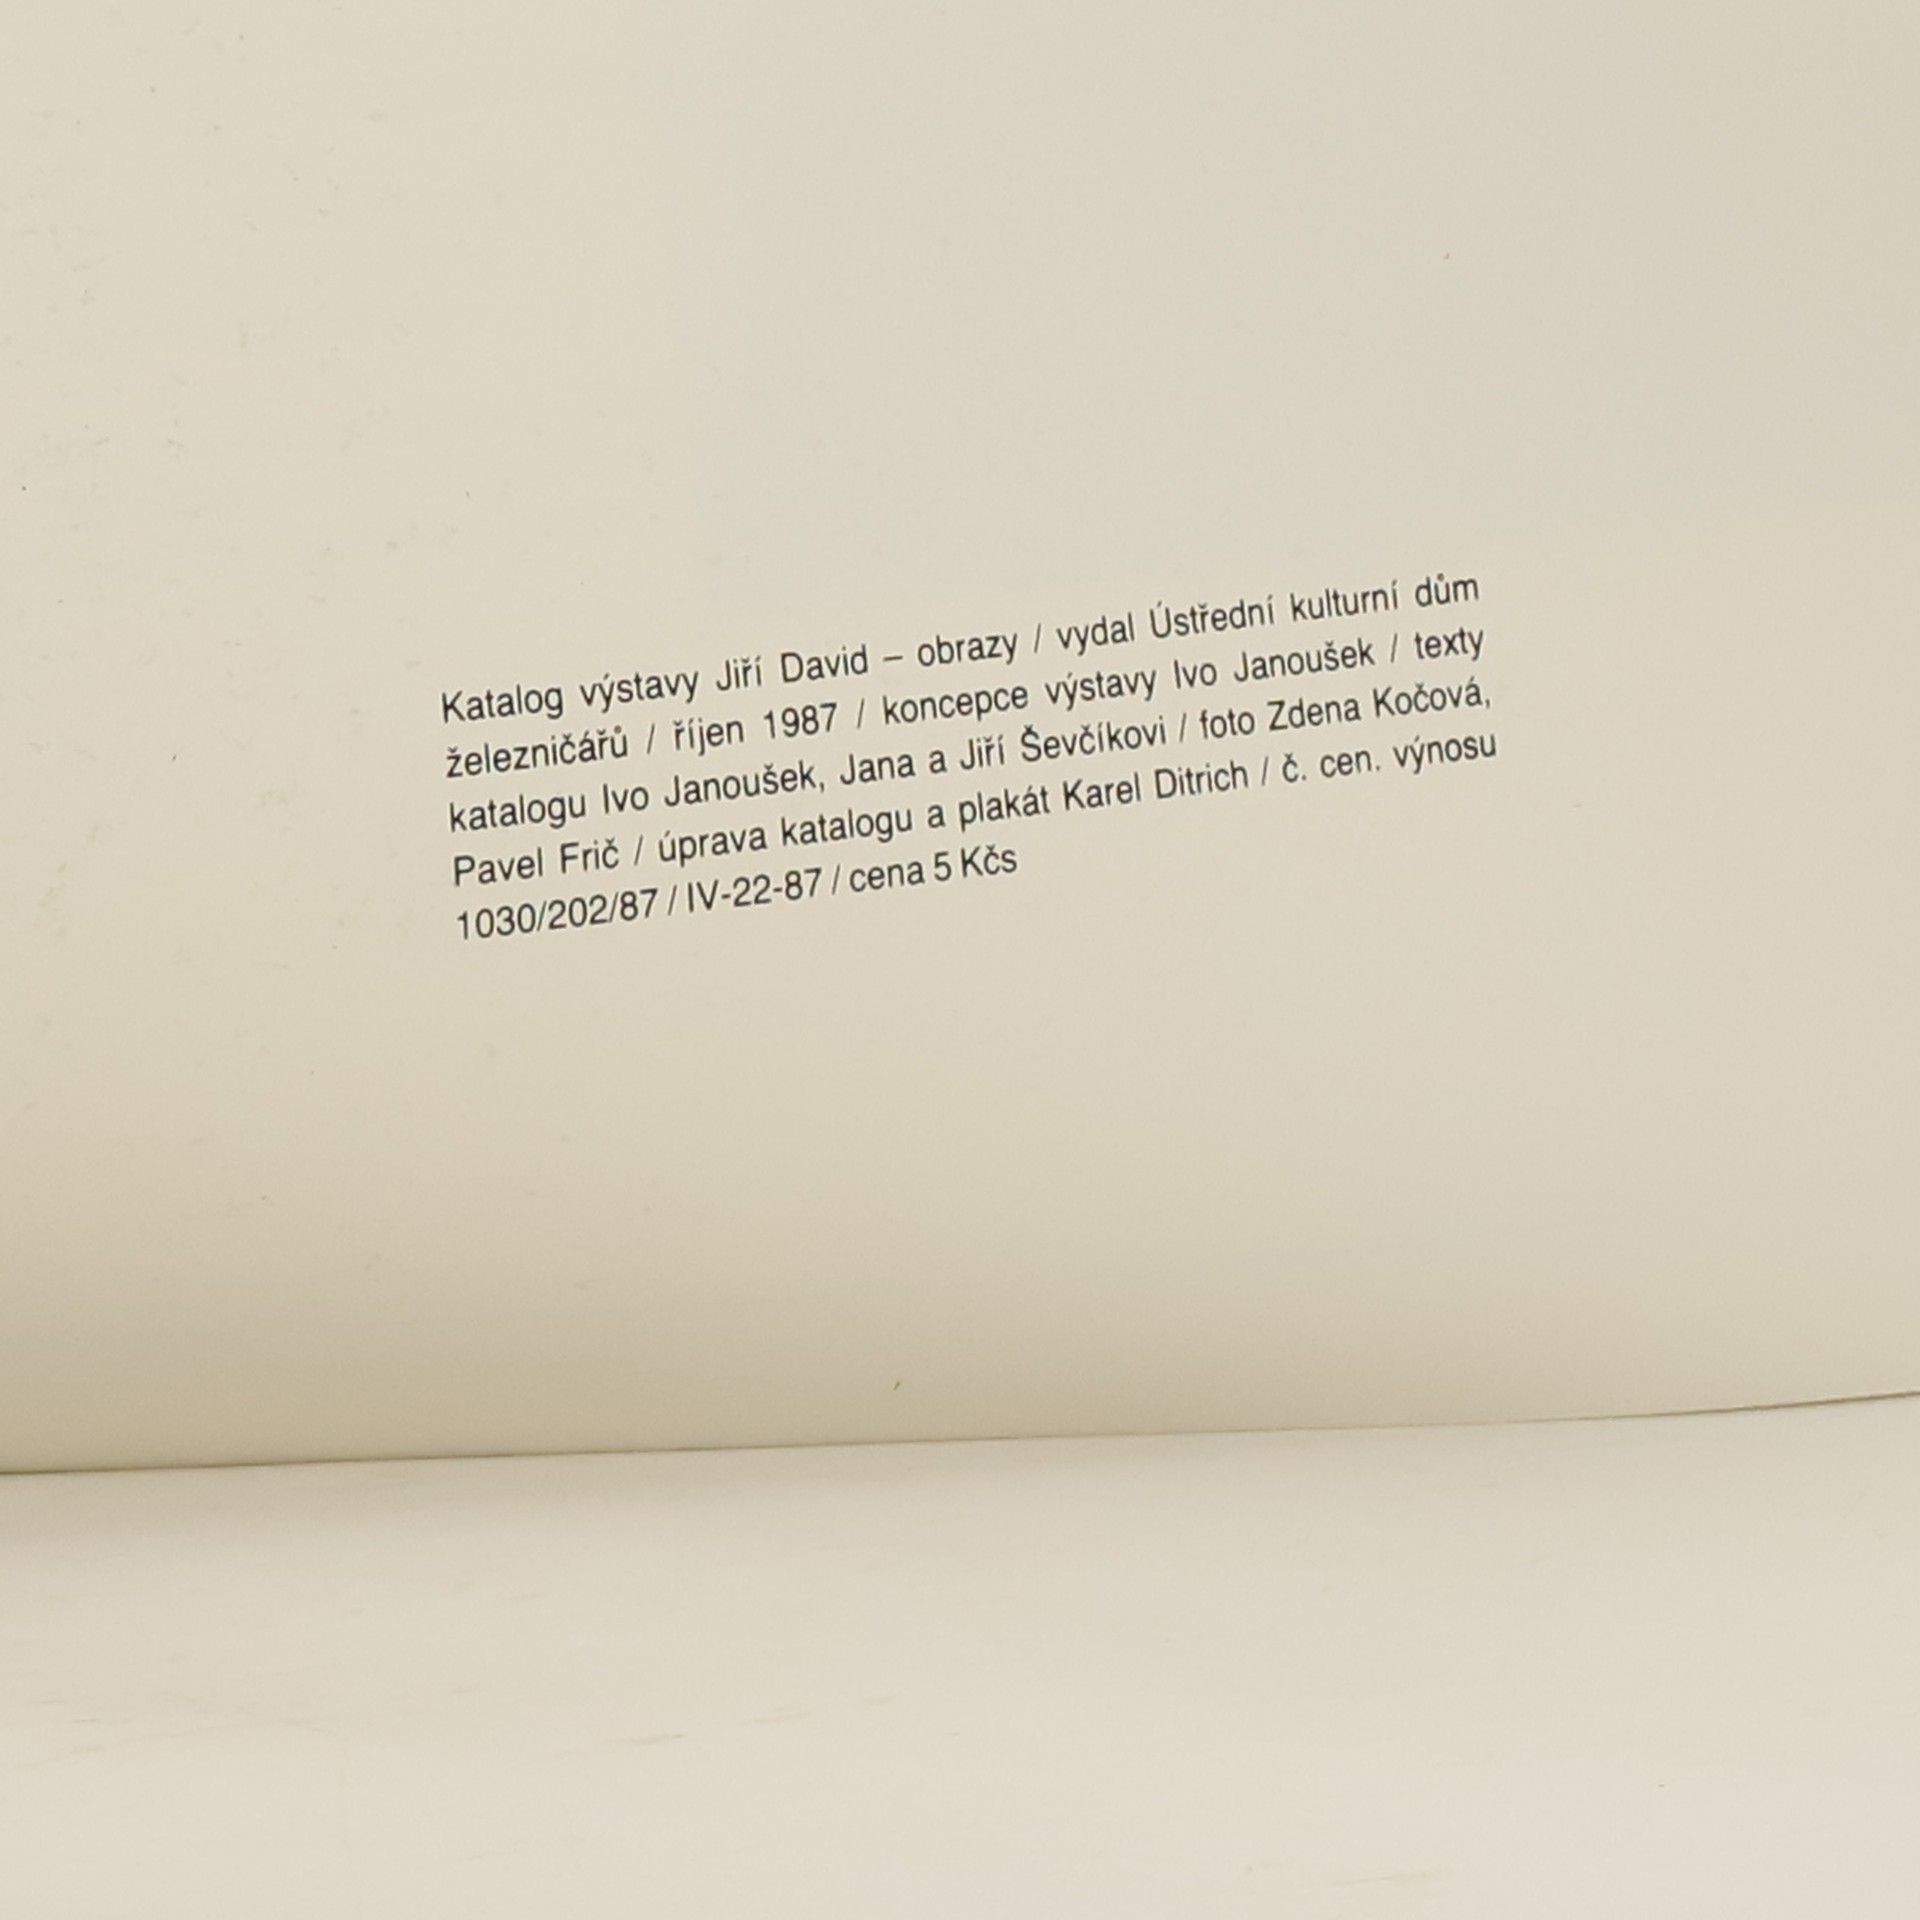 Katalog výstavy Jiří David – obrazy / vydal Ústřední kulturní dům
železničářů / říjen 1987 / koncepce výstavy Ivo Janoušek / texty
katalogu Ivo Janoušek, Jana a Jiří Ševčíkovi / foto Zdena Kočová,
Pavel Frič / úprava katalogu a plakát Karel Ditrich / č. cen. výnosu
1030/202/87 / IV-22-87 / cena 5 Kčs